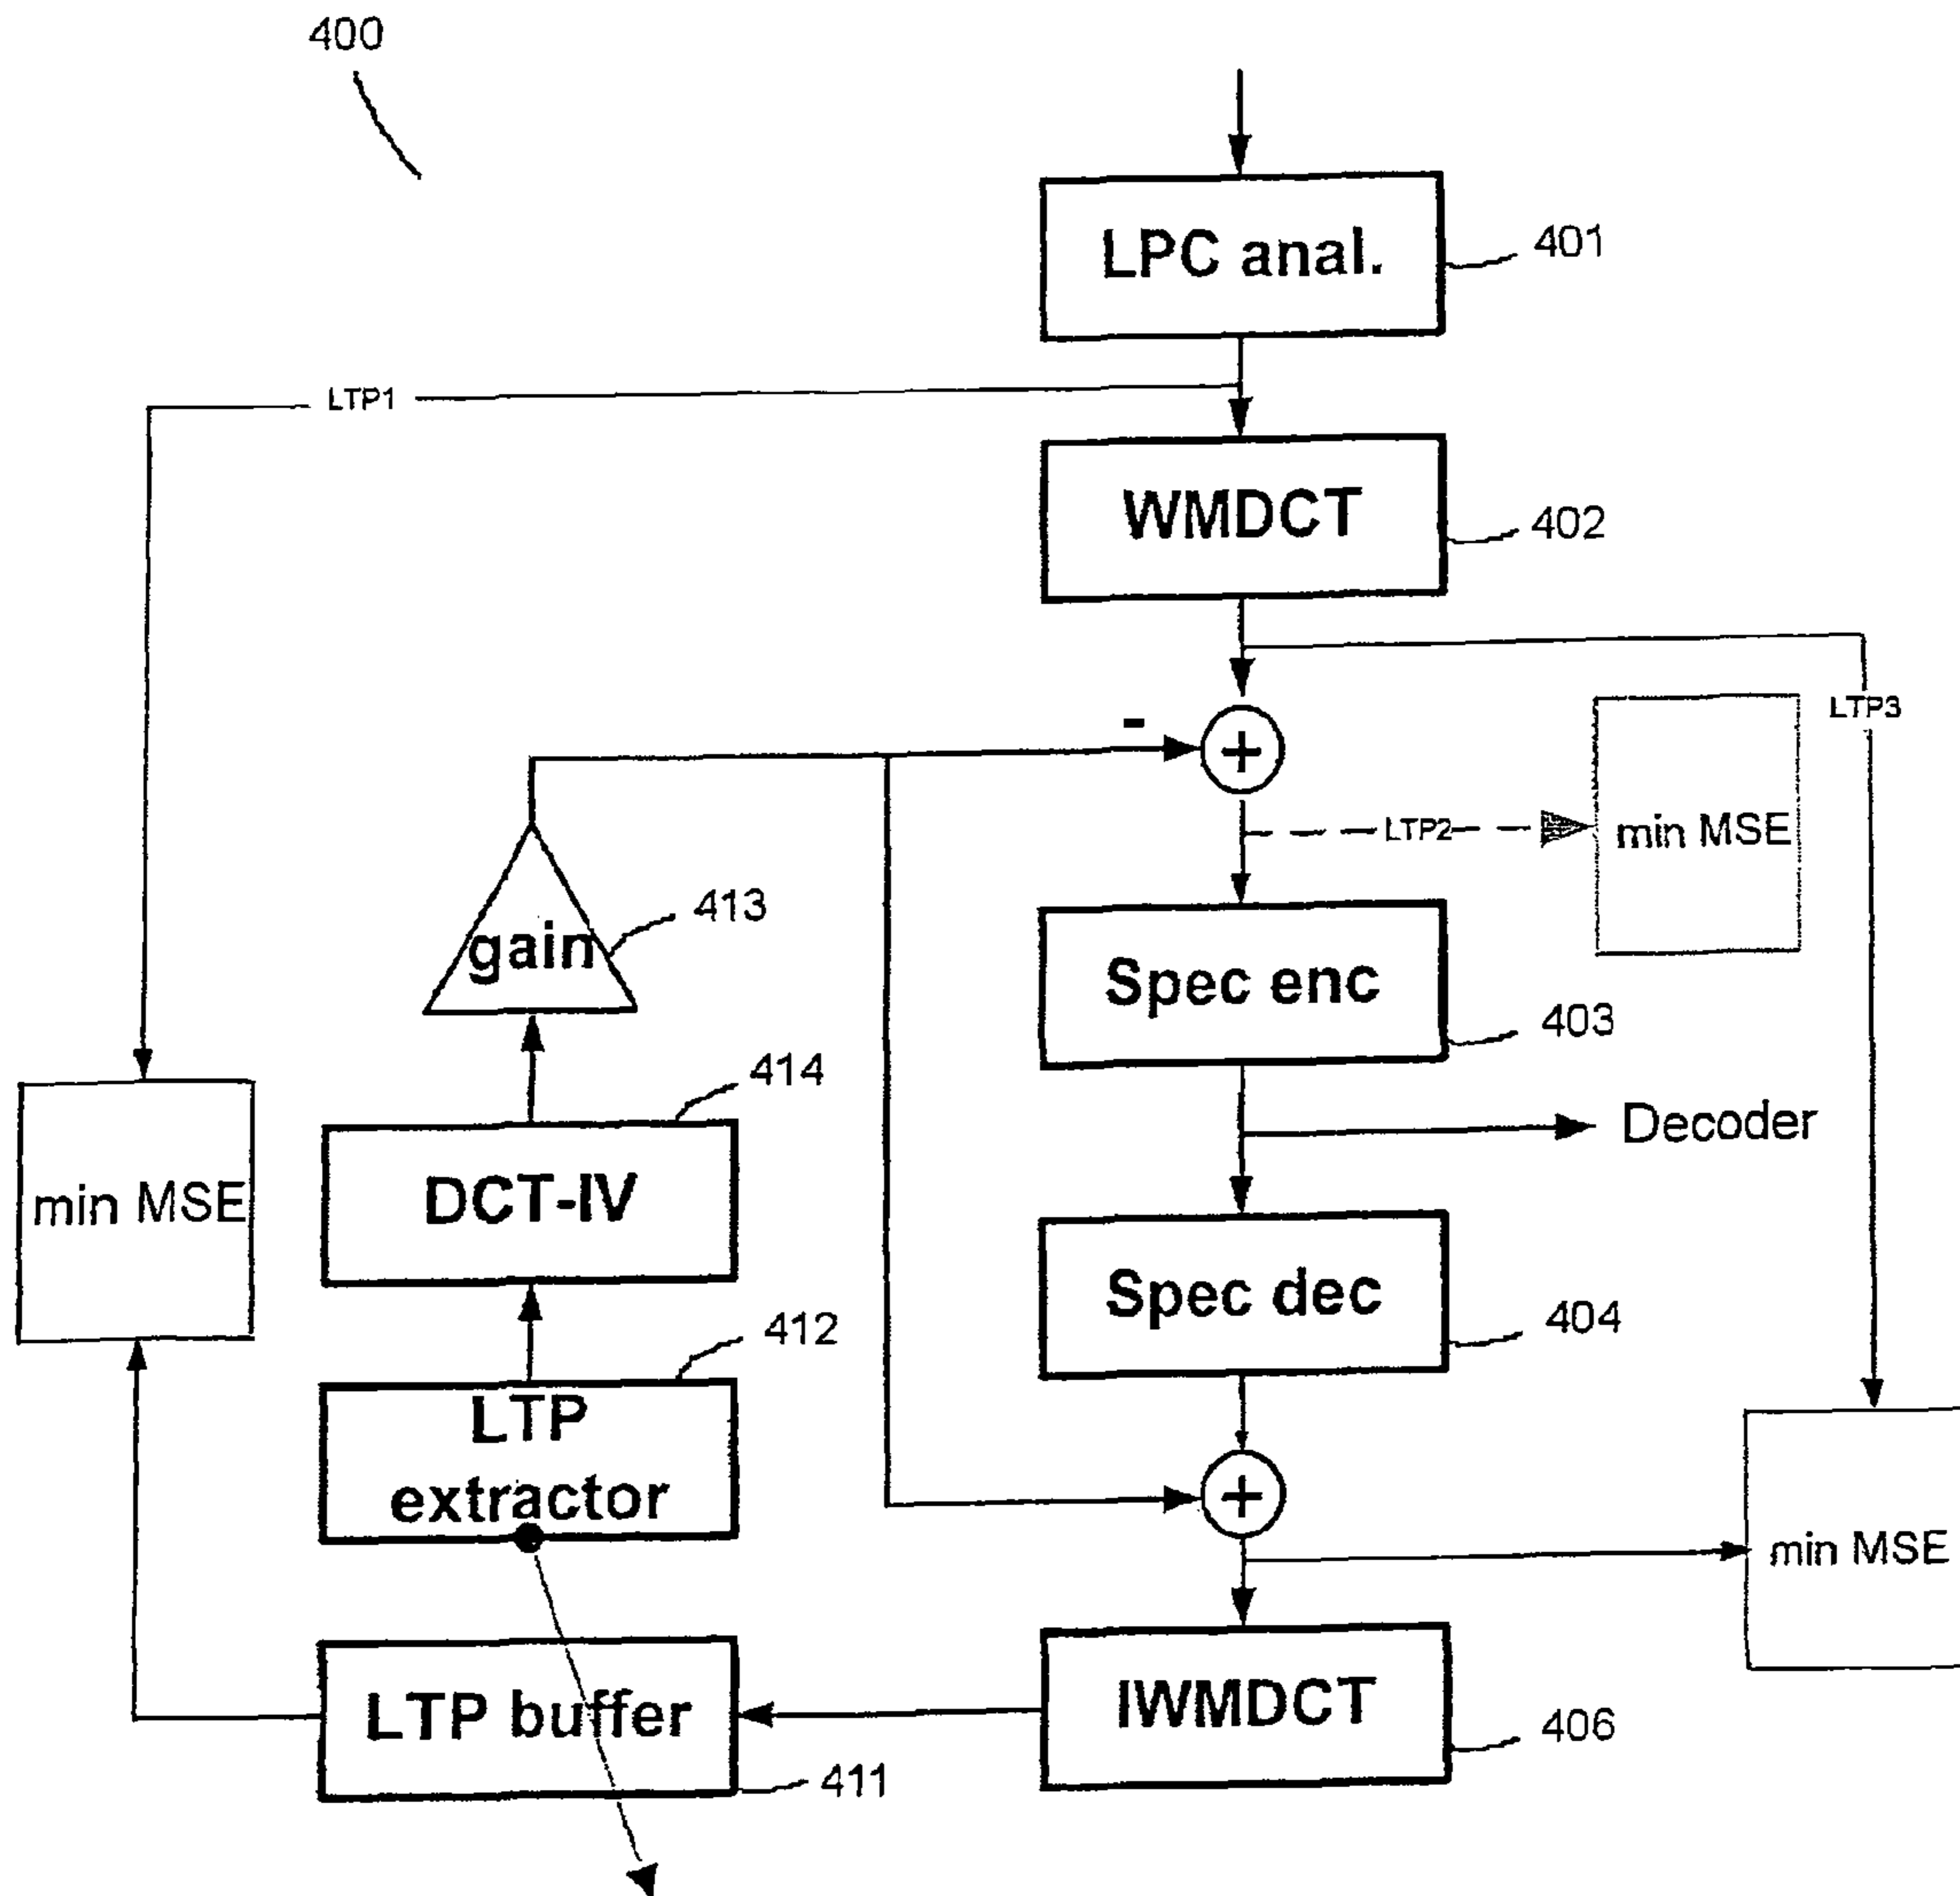 400
LPC anal.
401
LTP1
WMDCT
402
LTP3
-
+
LTP2
min MSE
gain
413
Spec enc
403
414
Decoder
DCT-IV
min MSE
Spec dec
412
404
LTP
extractor
+
min MSE
IWMDCT
LTP buffer
406
411